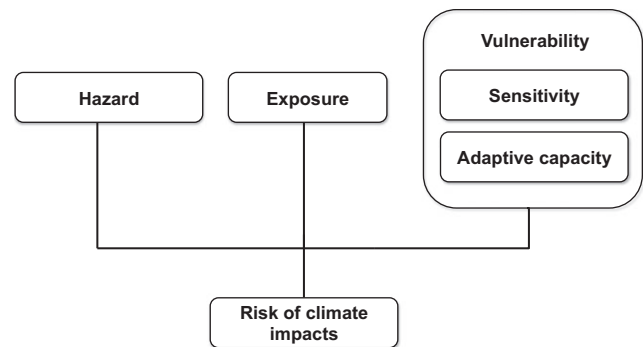 Vulnerability
Hazard
Exposure
Sensitivity
Adaptive capacity
Risk of climate
impacts